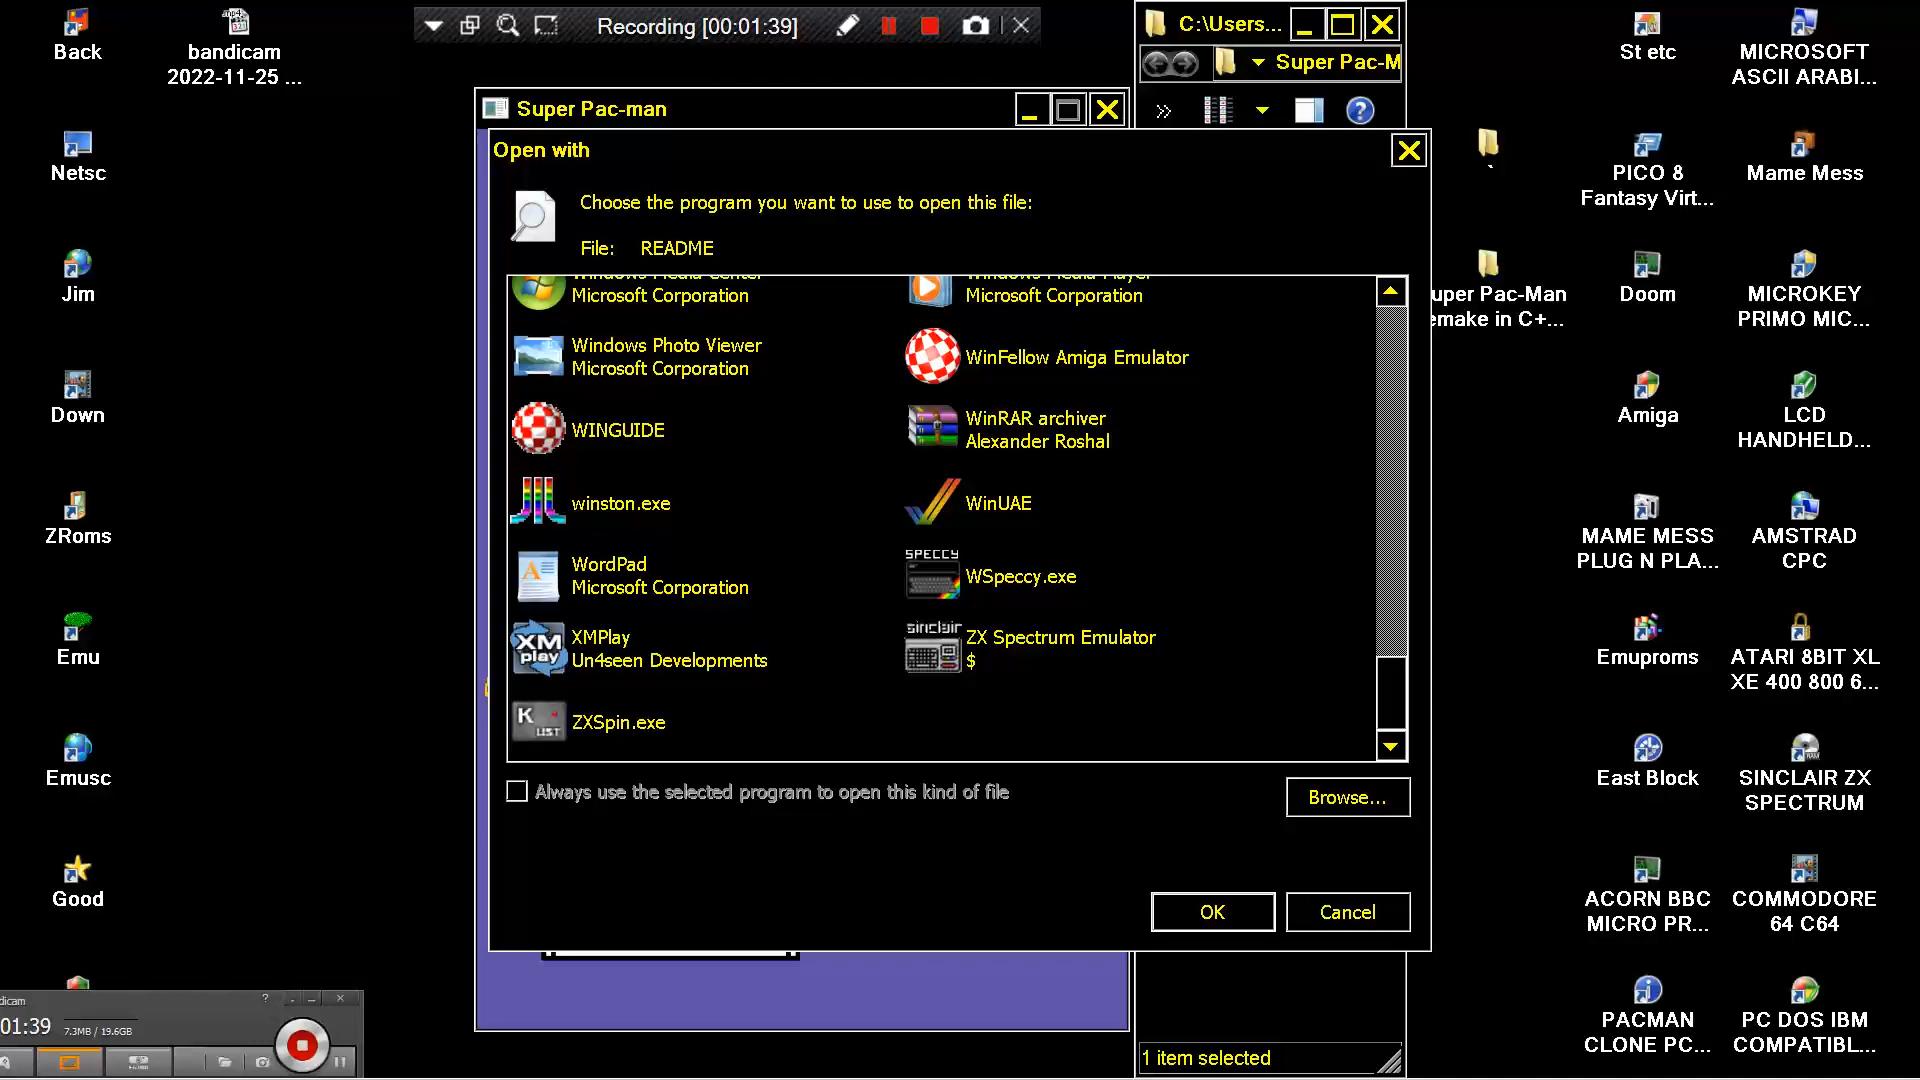 Back
bandicam
2022-11-25 ...
Netsc
Jim
Down
ZRoms
Emu
Emusc
Good
Recording [00:01:39]
C:\Users...
Super Pac-M
Super Pac-man
Open with
Choose the program you want to use to open this file:
File: README
Microsoft Corporation
Microsoft Corporation
Windows Photo Viewer
Microsoft Corporation
WinFellow Amiga Emulator
WINGUIDE
WinRAR archiver
Alexander Roshal
winston.exe
WinUAE
WordPad
Microsoft Corporation
SPECCY
WSpeccy.exe
XM
play
XMPlay
Un4seen Developments
sinclair
ZX Spectrum Emulator
$
K
LIST
ZXSpin.exe
Always use the selected program to open this kind of file
Browse...
OK
Cancel
1 item selected
`
uper Pac-Man
emake in C+...
St etc
MICROSOFT
ASCII ARABI...
PICO 8
Fantasy Virt...
Mame Mess
Doom
MICROKEY
PRIMO MIC...
Amiga
LCD
HANDHELD...
MAME MESS
PLUG N PLA...
AMSTRAD
CPC
Emuproms
ATARI 8BIT XL
XE 400 800 6...
East Block
SINCLAIR ZX
SPECTRUM
ACORN BBC
MICRO PR...
COMMODORE
64 C64
PACMAN
CLONE PC...
PC DOS IBM
COMPATIBL...
dicam
01:39
7.3MB / 19.6GB